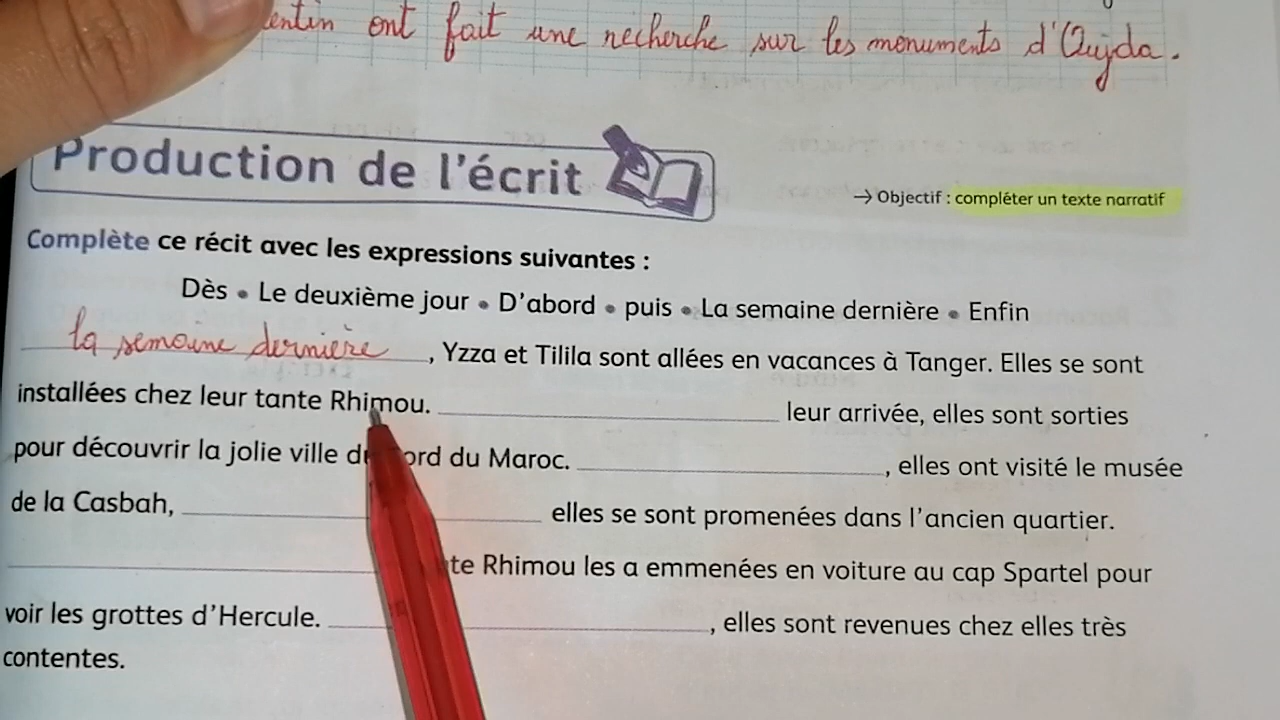 ont fait une recherche sur les monuments d'Oujda.
Production de l'écrit
→ Objectif : compléter un texte narratif
Complète ce récit avec les expressions suivantes :
Dès • Le deuxième jour • D'abord • puis • La semaine dernière • Enfin
la semaine dernière, Yzza et Tilila sont allées en vacances à Tanger. Elles se sont
installées chez leur tante Rhimou. leur arrivée, elles sont sorties
pour découvrir la jolie ville du nord du Maroc. , elles ont visité le musée
de la Casbah, elles se sont promenées dans l'ancien quartier.
Rhimou les a emmenées en voiture au cap Spartel pour
voir les grottes d'Hercule. , elles sont revenues chez elles très
contentes.